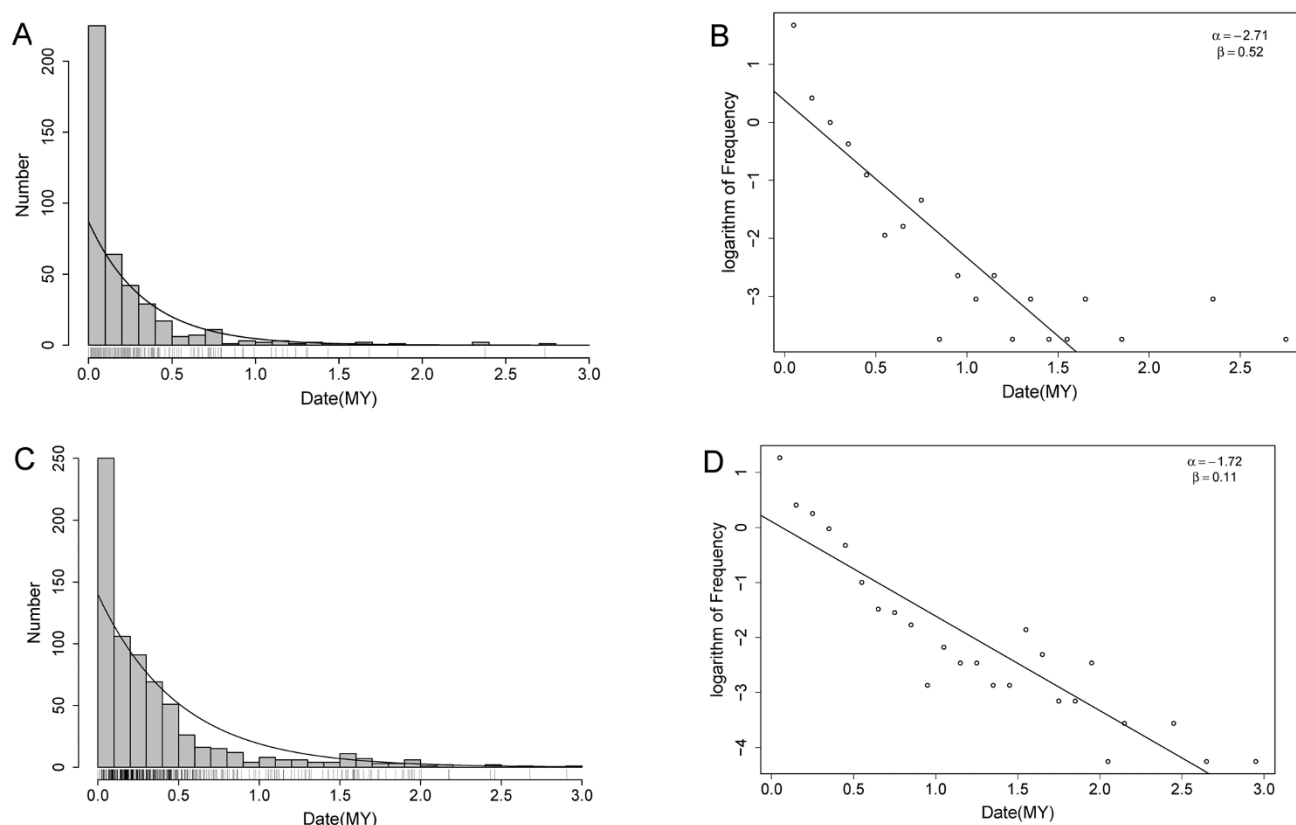 A
200
150
100
50
0
Number
0.0 0.5 1.0 1.5 2.0 2.5 3.0
Date(MY)
B
α = −2.71
β = 0.52
1
0
−1
−2
−3
logarithm of Frequency
0.0 0.5 1.0 1.5 2.0 2.5
Date(MY)
C
250
200
150
100
50
0
Number
0.0 0.5 1.0 1.5 2.0 2.5 3.0
Date(MY)
D
α = −1.72
β = 0.11
1
0
−1
−2
−3
−4
logarithm of Frequency
0.0 0.5 1.0 1.5 2.0 2.5 3.0
Date(MY)